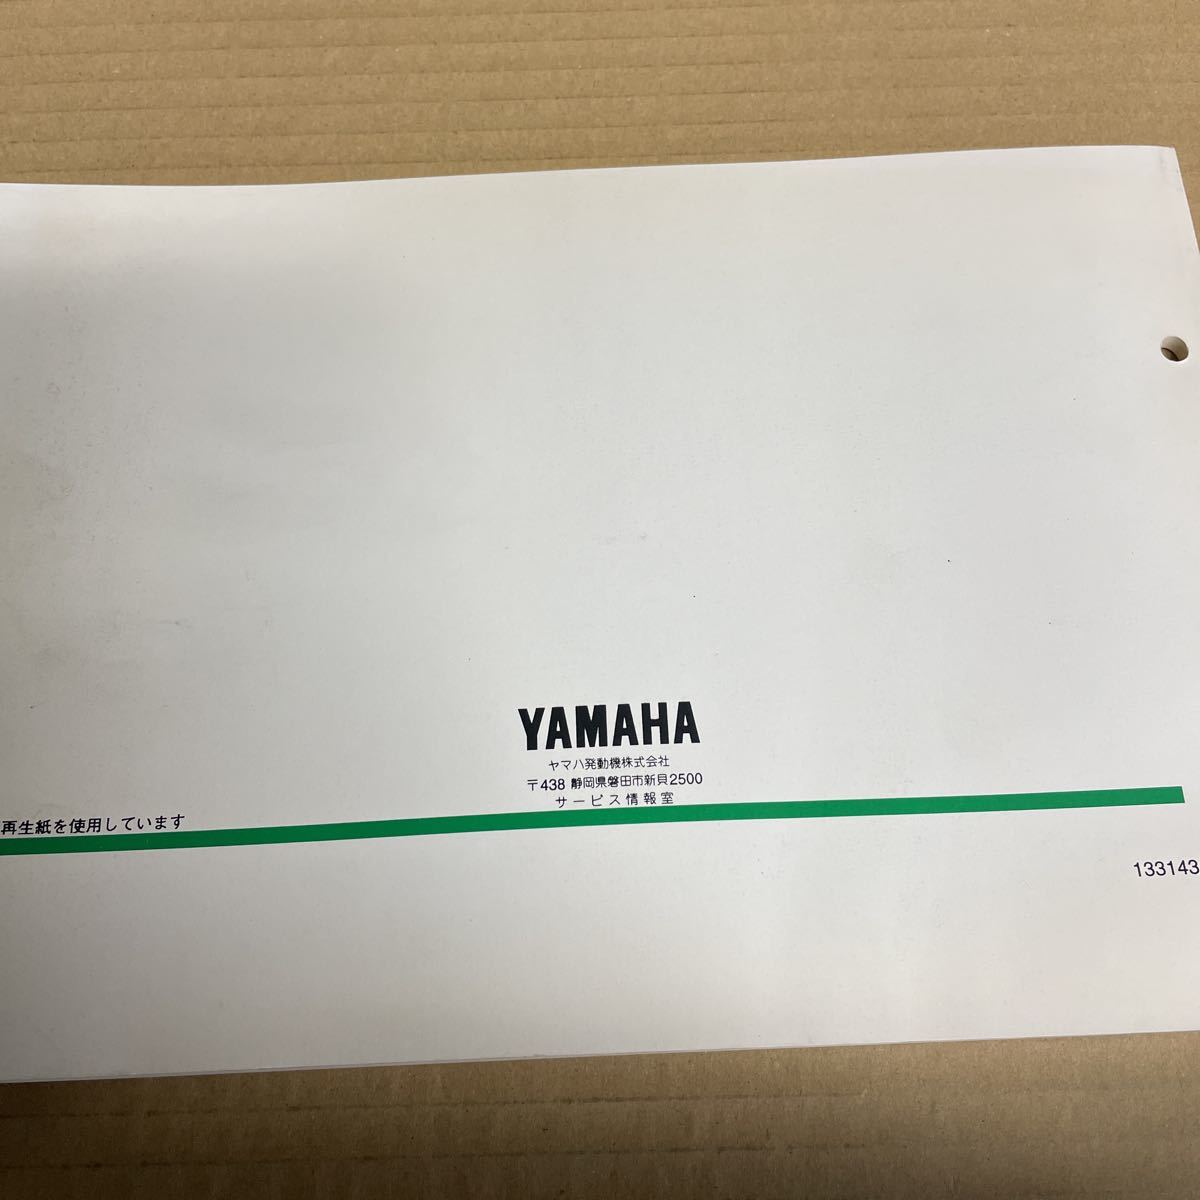 YAMAHA
ヤマハ発動機株式会社
〒438 静岡県磐田市新貝2500
サービス情報室
再生紙を使用しています
133143